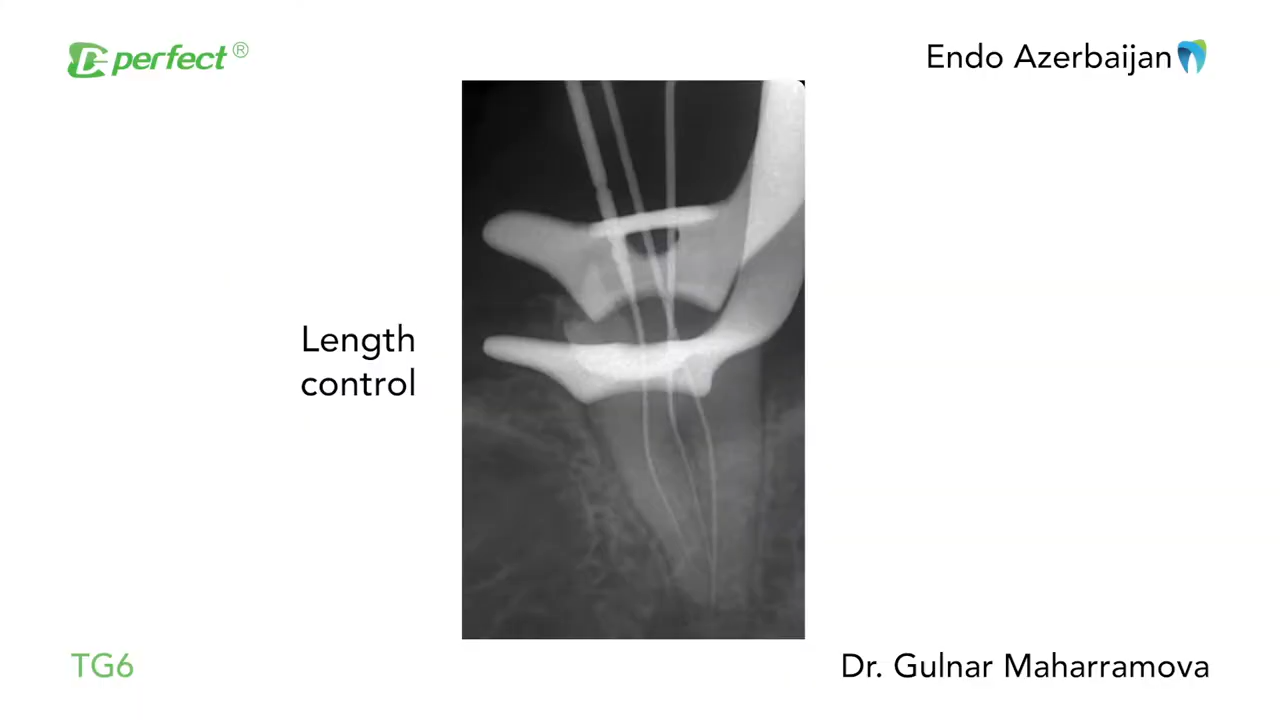 perfect®
Endo Azerbaijan
Length
control
TG6
Dr. Gulnar Maharramova